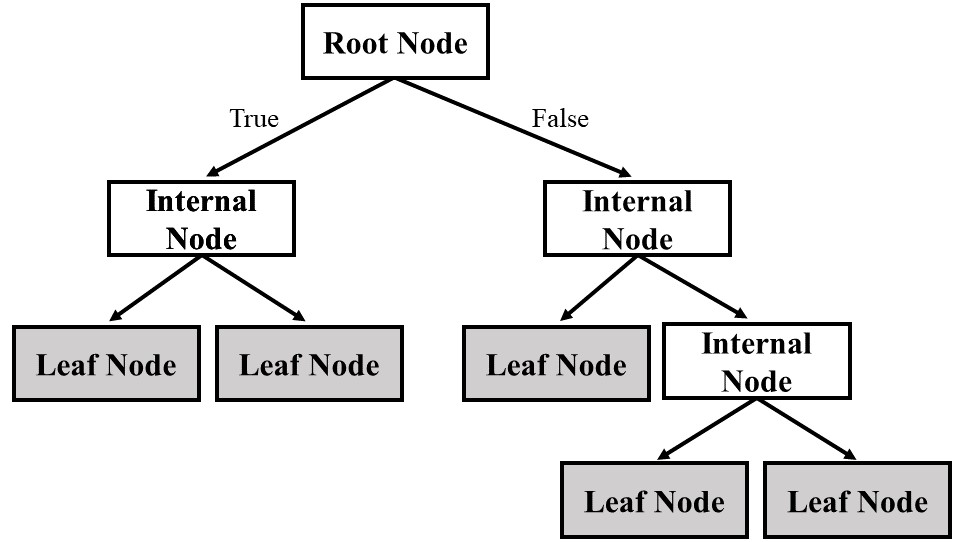 Root Node
True
False
Internal
Node
Internal
Node
Leaf Node
Leaf Node
Leaf Node
Internal
Node
Leaf Node
Leaf Node